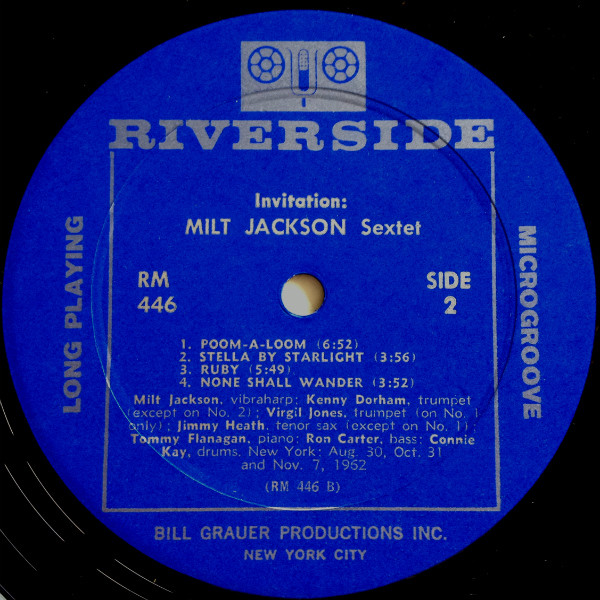 RIVERSIDE
Invitation:
MILT JACKSON Sextet
RM
446
SIDE
2
LONG PLAYING
MICROGROOVE
1. POOM-A-LOOM (6:52)
2. STELLA BY STARLIGHT (3:56)
3. RUBY (5:49)
4. NONE SHALL WANDER (3:52)
Milt Jackson, vibraharp; Kenny Dorham, trumpet
(except on No. 2); Virgil Jones, trumpet (on No. 1
only); Jimmy Heath, tenor sax (except on No. 1);
Tommy Flanagan, piano; Ron Carter, bass; Connie
Kay, drums. New York: Aug. 30, Oct. 31
and Nov. 7, 1962
(RM 446 B)
BILL GRAUER PRODUCTIONS INC.
NEW YORK CITY